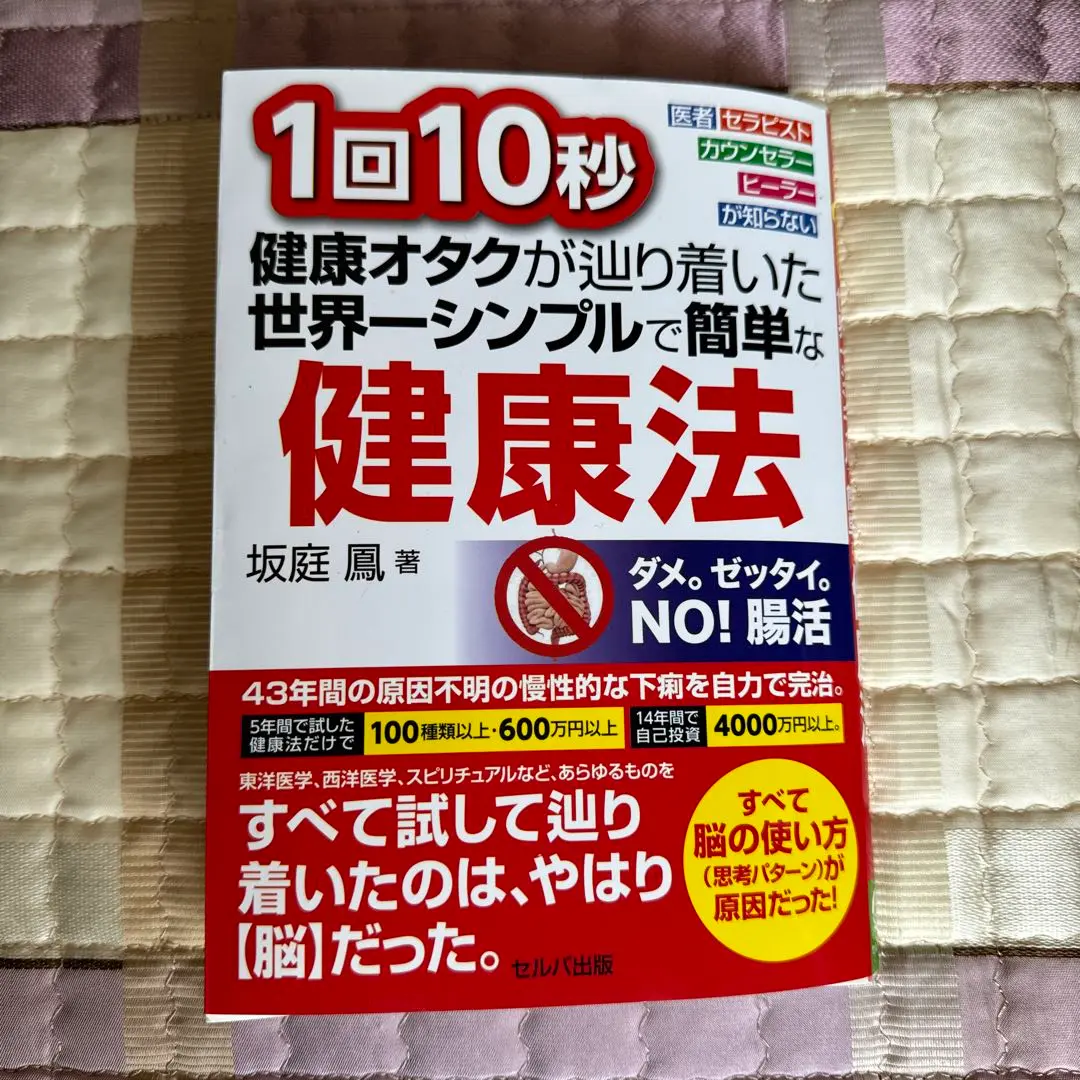 1回10秒
医者 セラピスト
カウンセラー
ヒーラー
が知らない
健康オタクが辿り着いた
世界一シンプルで簡単な
健康法
坂庭 鳳 著
ダメ。ゼッタイ。
NO! 腸活
43年間の原因不明の慢性的な下痢を自力で完治。
5年間で試した
健康法だけで
100種類以上・600万円以上
14年間で
自己投資
4000万円以上。
東洋医学、西洋医学、スピリチュアルなど、あらゆるものを
すべて試して辿り
着いたのは、やはり
【脳】だった。
すべて
脳の使い方
(思考パターン)が
原因だった!
セルバ出版